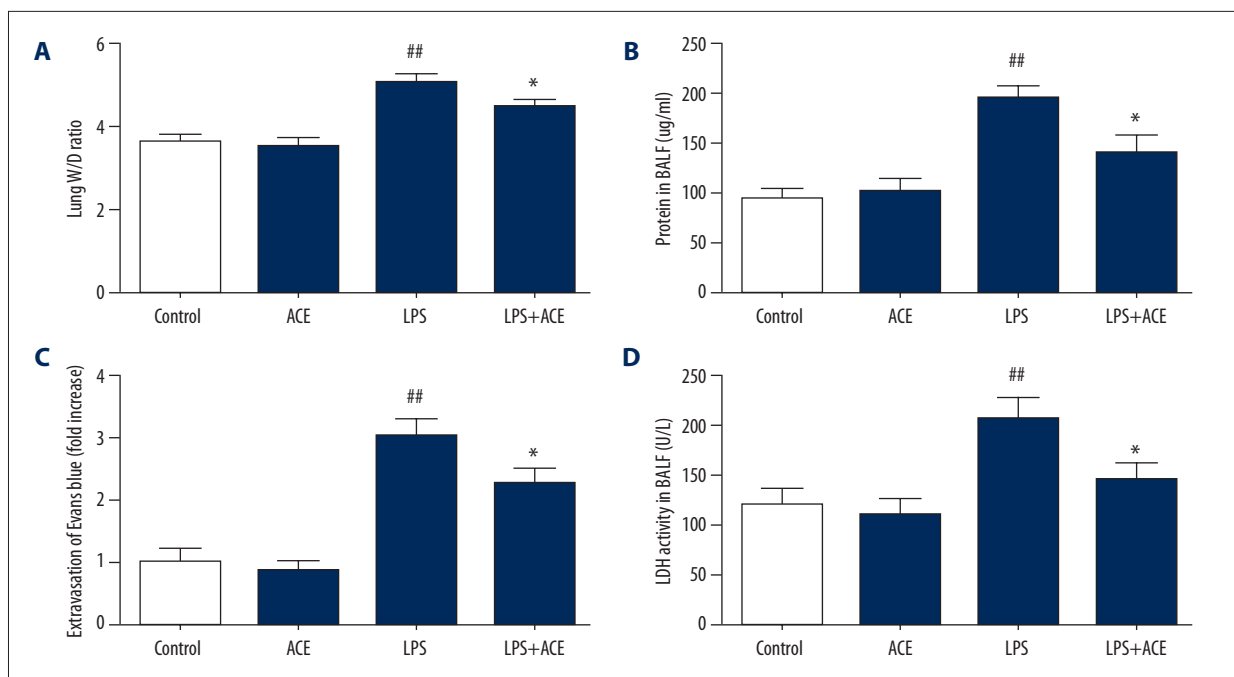 A
Lung W/D ratio
6
4
2
0
##
*
Control ACE LPS LPS+ACE
B
Protein in BALF (ug/ml)
250
200
150
100
50
0
##
*
Control ACE LPS LPS+ACE
C
Extravasation of Evans blue (fold increase)
4
3
2
1
0
##
*
Control ACE LPS LPS+ACE
D
LDH activity in BALF (U/L)
250
200
150
100
50
0
##
*
Control ACE LPS LPS+ACE